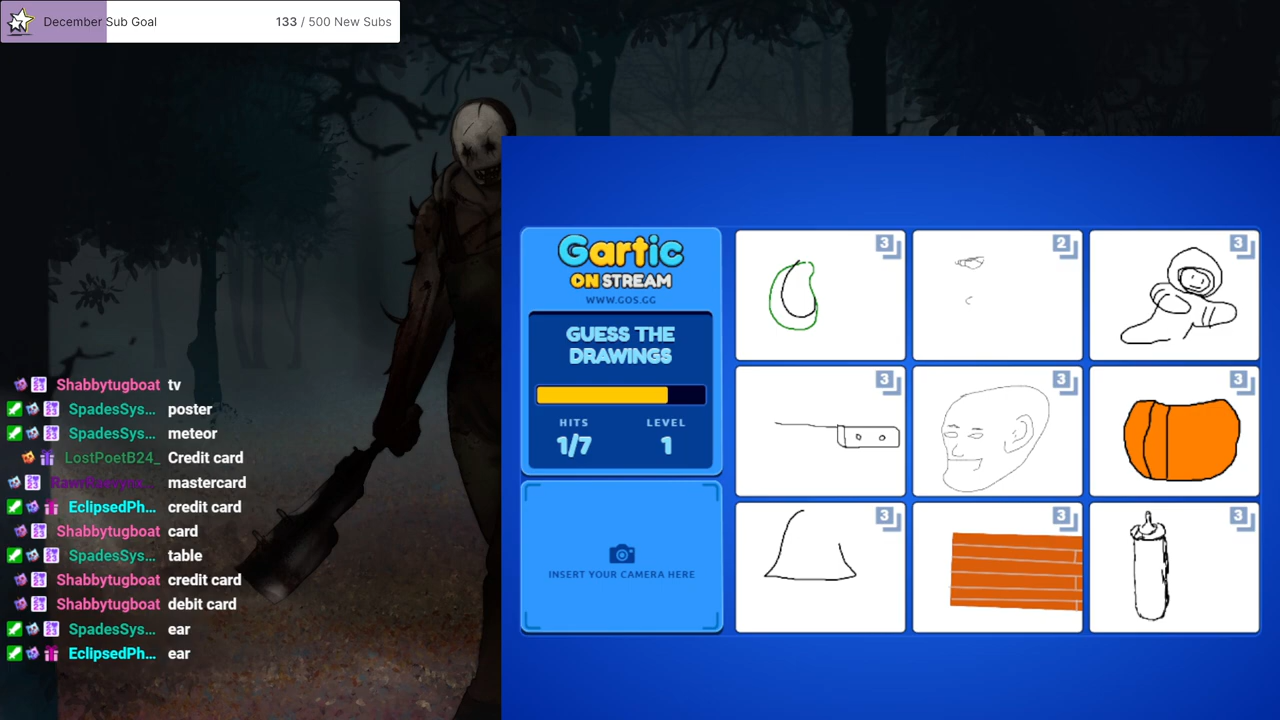 December Sub Goal 133 / 500 New Subs
Gartic
ON STREAM
WWW.GOS.GG
GUESS THE
DRAWINGS
HITS LEVEL
1/7 1
INSERT YOUR CAMERA HERE
3 2 3
3 3 3
3 3 3
Shabbytugboat tv
SpadesSys... poster
SpadesSys... meteor
LostPoetB24_ Credit card
mastercard
EclipsedPh... credit card
Shabbytugboat card
SpadesSys... table
Shabbytugboat credit card
Shabbytugboat debit card
SpadesSys... ear
EclipsedPh... ear